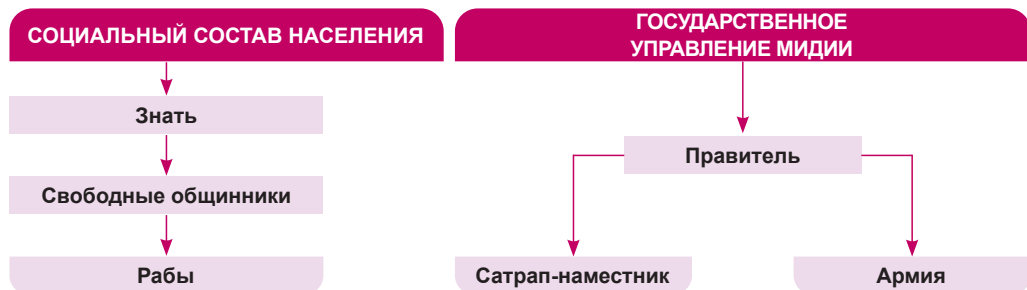 СОЦИАЛЬНЫЙ СОСТАВ НАСЕЛЕНИЯ
Знать
Свободные общинники
Рабы
ГОСУДАРСТВЕННОЕ
УПРАВЛЕНИЕ МИДИИ
Правитель
Сатрап-наместник
Армия